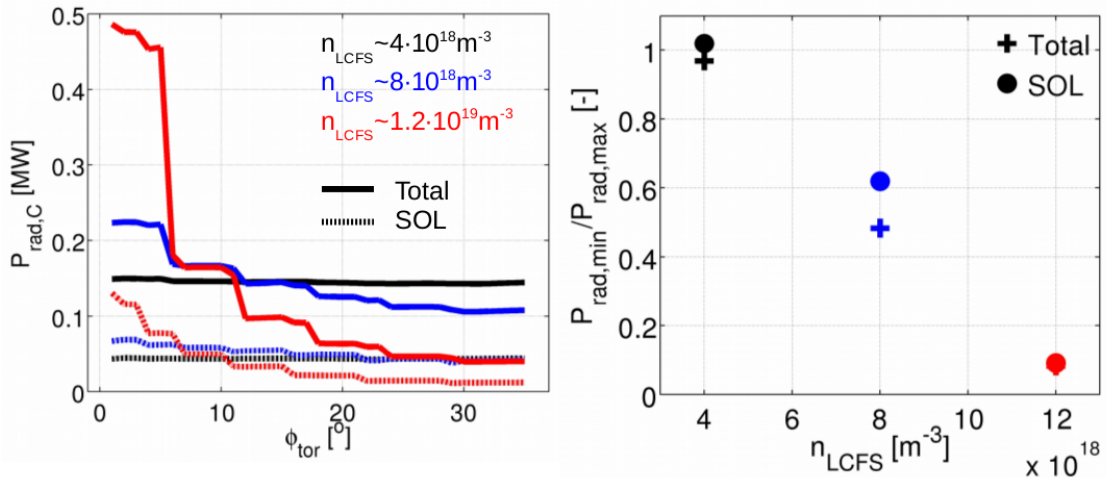 0.5
0.4
0.3
0.2
0.1
0
P_rad,C [MW]
n_LCFS~4·10^18m^-3
n_LCFS~8·10^18m^-3
n_LCFS~1.2·10^19m^-3
Total
SOL
0 10 20 30
ϕ_tor [°]
1
0.8
0.6
0.4
0.2
0
P_rad,min/P_rad,max [-]
Total
SOL
4 6 8 10 12
n_LCFS [m^-3]
x 10^18